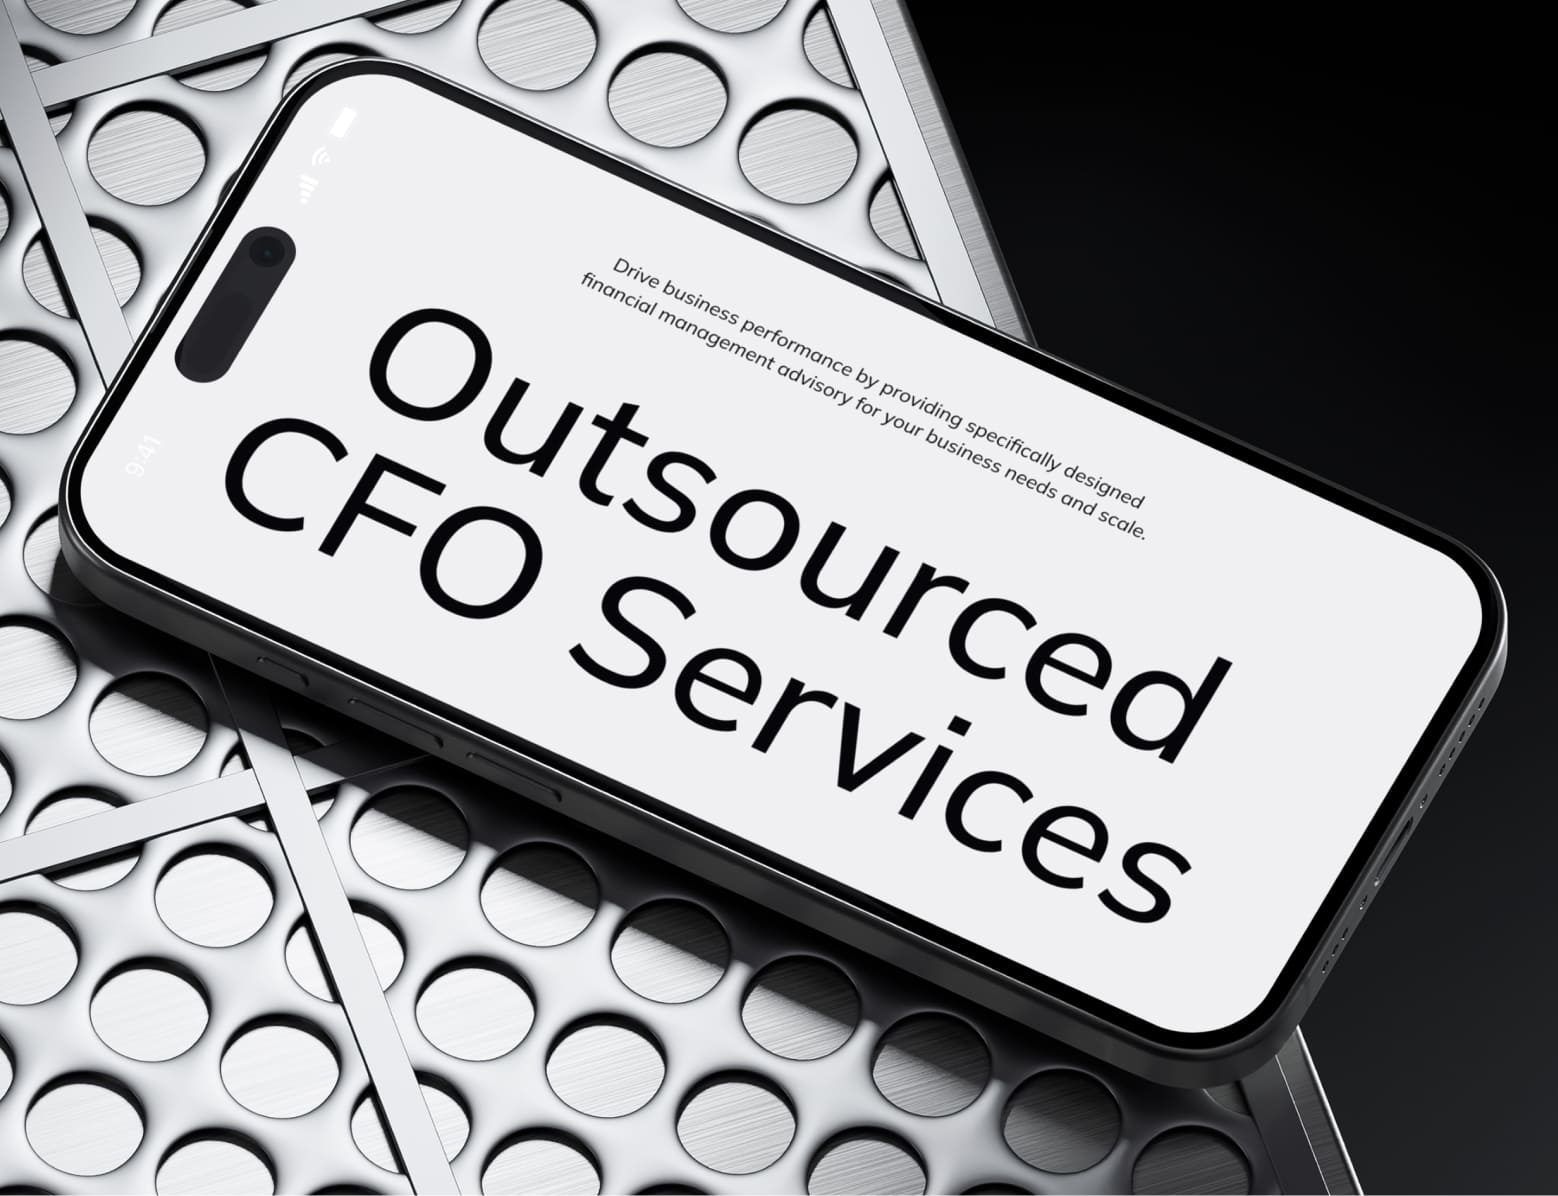 Drive business performance by providing specifically designed
financial management advisory for your business needs and scale.
Outsourced
CFO Services
9:41